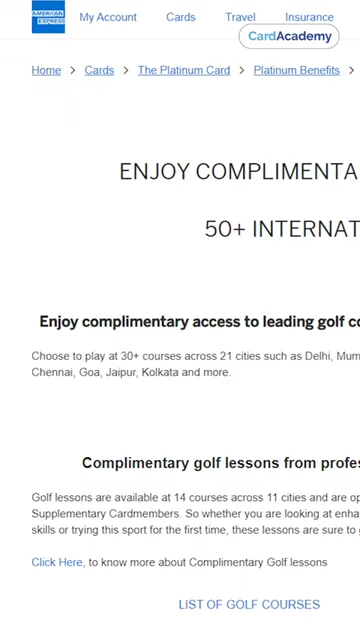 AMERICAN
EXPRESS
My Account Cards Travel Insurance
CardAcademy
Home > Cards > The Platinum Card > Platinum Benefits >
ENJOY COMPLIMENTA
50+ INTERNAT
Enjoy complimentary access to leading golf co
Choose to play at 30+ courses across 21 cities such as Delhi, Mum
Chennai, Goa, Jaipur, Kolkata and more.
Complimentary golf lessons from profes
Golf lessons are available at 14 courses across 11 cities and are op
Supplementary Cardmembers. So whether you are looking at enha
skills or trying this sport for the first time, these lessons are sure to g
Click Here, to know more about Complimentary Golf lessons
LIST OF GOLF COURSES